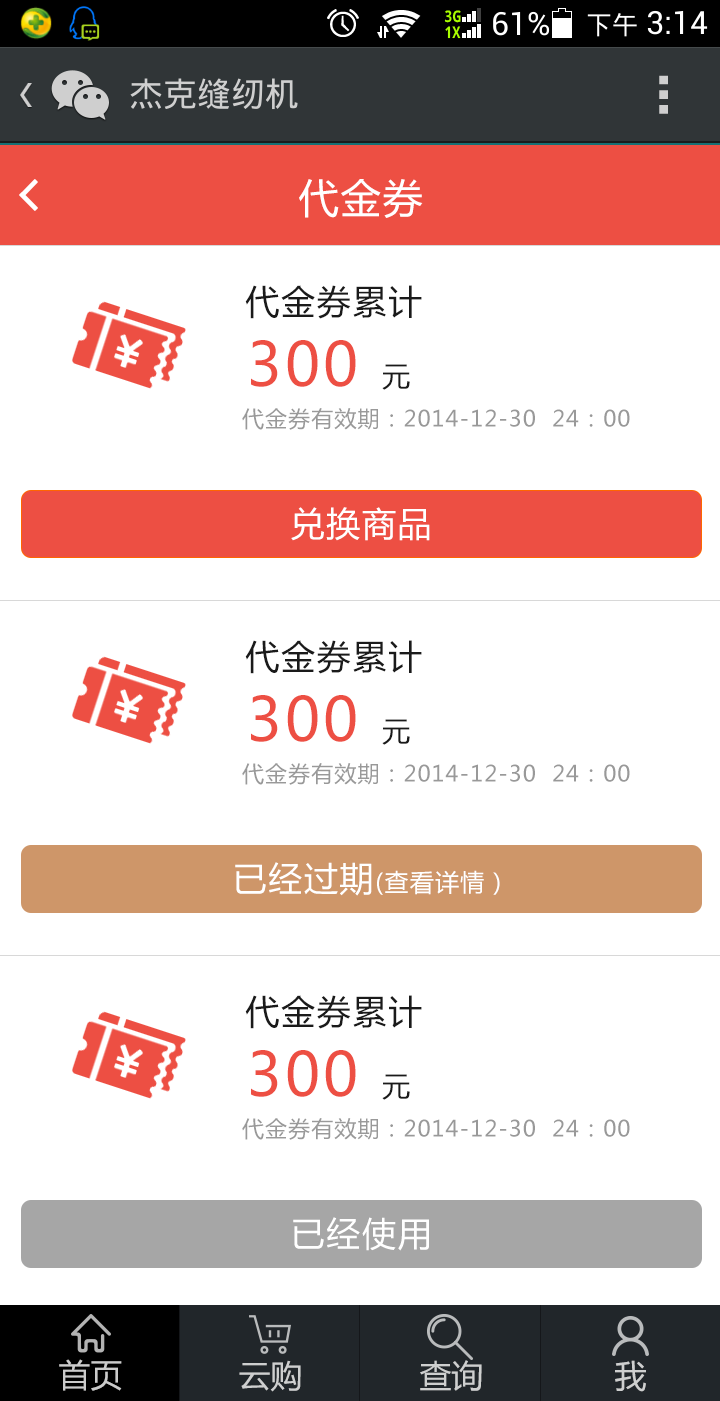 3G 1X 61% 下午 3:14
杰克缝纫机
代金券
代金券累计
300 元
代金券有效期：2014-12-30 24：00
兑换商品
代金券累计
300 元
代金券有效期：2014-12-30 24：00
已经过期(查看详情 )
代金券累计
300 元
代金券有效期：2014-12-30 24：00
已经使用
首页 云购 查询 我